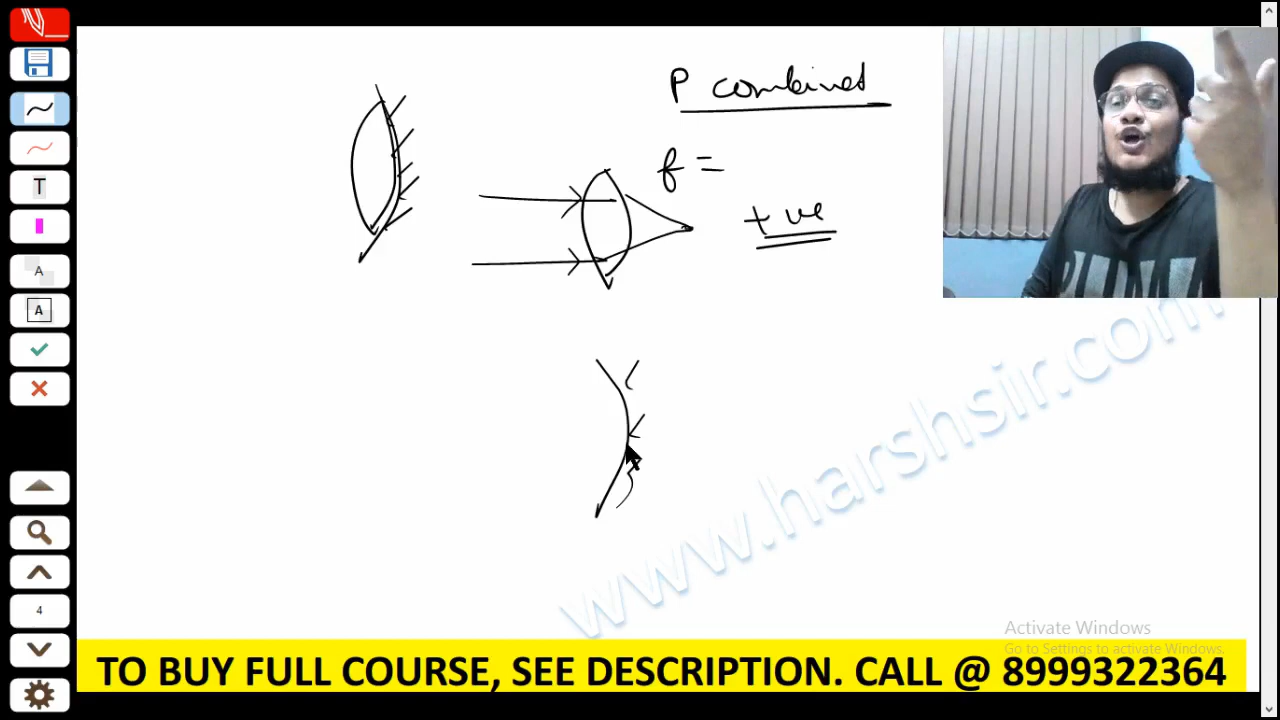 P combined
f =
+ ve
www.harshsir.com
T
A
A
4
Activate Windows
Go to Settings to activate Windows.
TO BUY FULL COURSE, SEE DESCRIPTION. CALL @ 8999322364